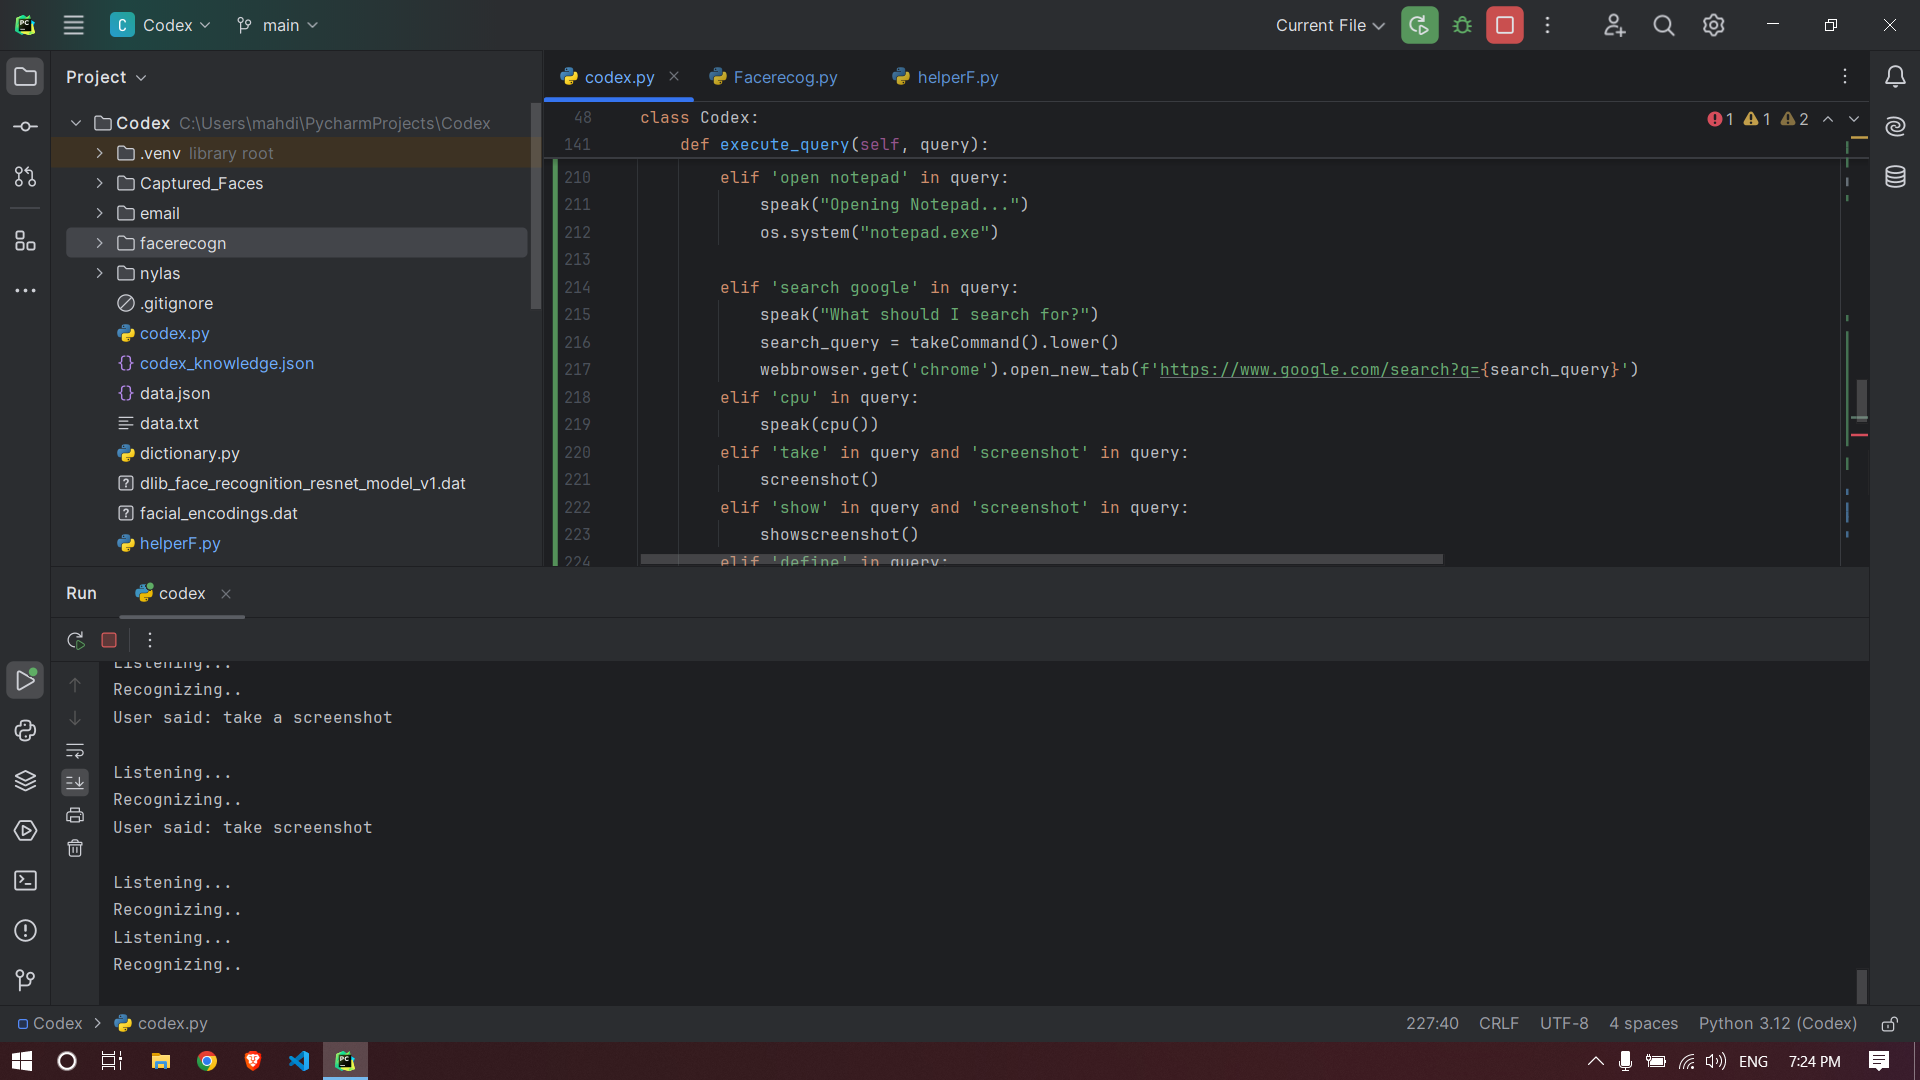 Codex
main
Current File
Project
Codex C:\Users\mahdi\PycharmProjects\Codex
.venv library root
Captured_Faces
email
facerecogn
nylas
.gitignore
codex.py
codex_knowledge.json
data.json
data.txt
dictionary.py
dlib_face_recognition_resnet_model_v1.dat
facial_encodings.dat
helperF.py
codex.py
Facerecog.py
helperF.py
1 1 2
48 class Codex:
141 def execute_query(self, query):
210 elif 'open notepad' in query:
211 speak("Opening Notepad...")
212 os.system("notepad.exe")
213
214 elif 'search google' in query:
215 speak("What should I search for?")
216 search_query = takeCommand().lower()
217 webbrowser.get('chrome').open_new_tab(f'https://www.google.com/search?q={search_query}')
218 elif 'cpu' in query:
219 speak(cpu())
220 elif 'take' in query and 'screenshot' in query:
221 screenshot()
222 elif 'show' in query and 'screenshot' in query:
223 showscreenshot()
224 elif 'define' in query:
Run
codex
Listening...
Recognizing..
User said: take a screenshot
Listening...
Recognizing..
User said: take screenshot
Listening...
Recognizing..
Listening...
Recognizing..
Codex
codex.py
227:40 CRLF UTF-8 4 spaces Python 3.12 (Codex)
ENG 7:24 PM